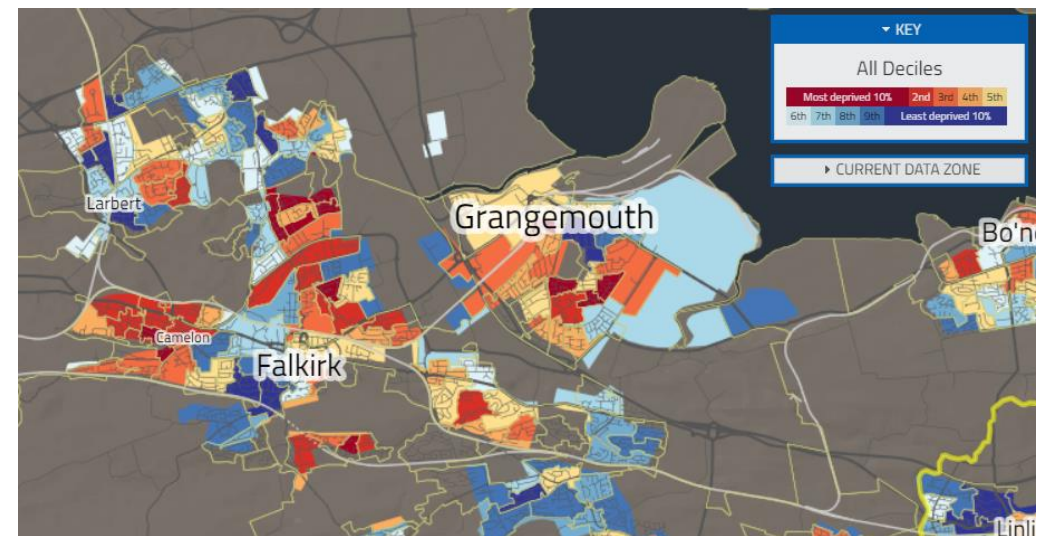 KEY
All Deciles
Most deprived 10% 2nd 3rd 4th 5th
6th 7th 8th 9th Least deprived 10%
CURRENT DATA ZONE
Larbert
Grangemouth
Bo'n
Camelon
Falkirk
Linli